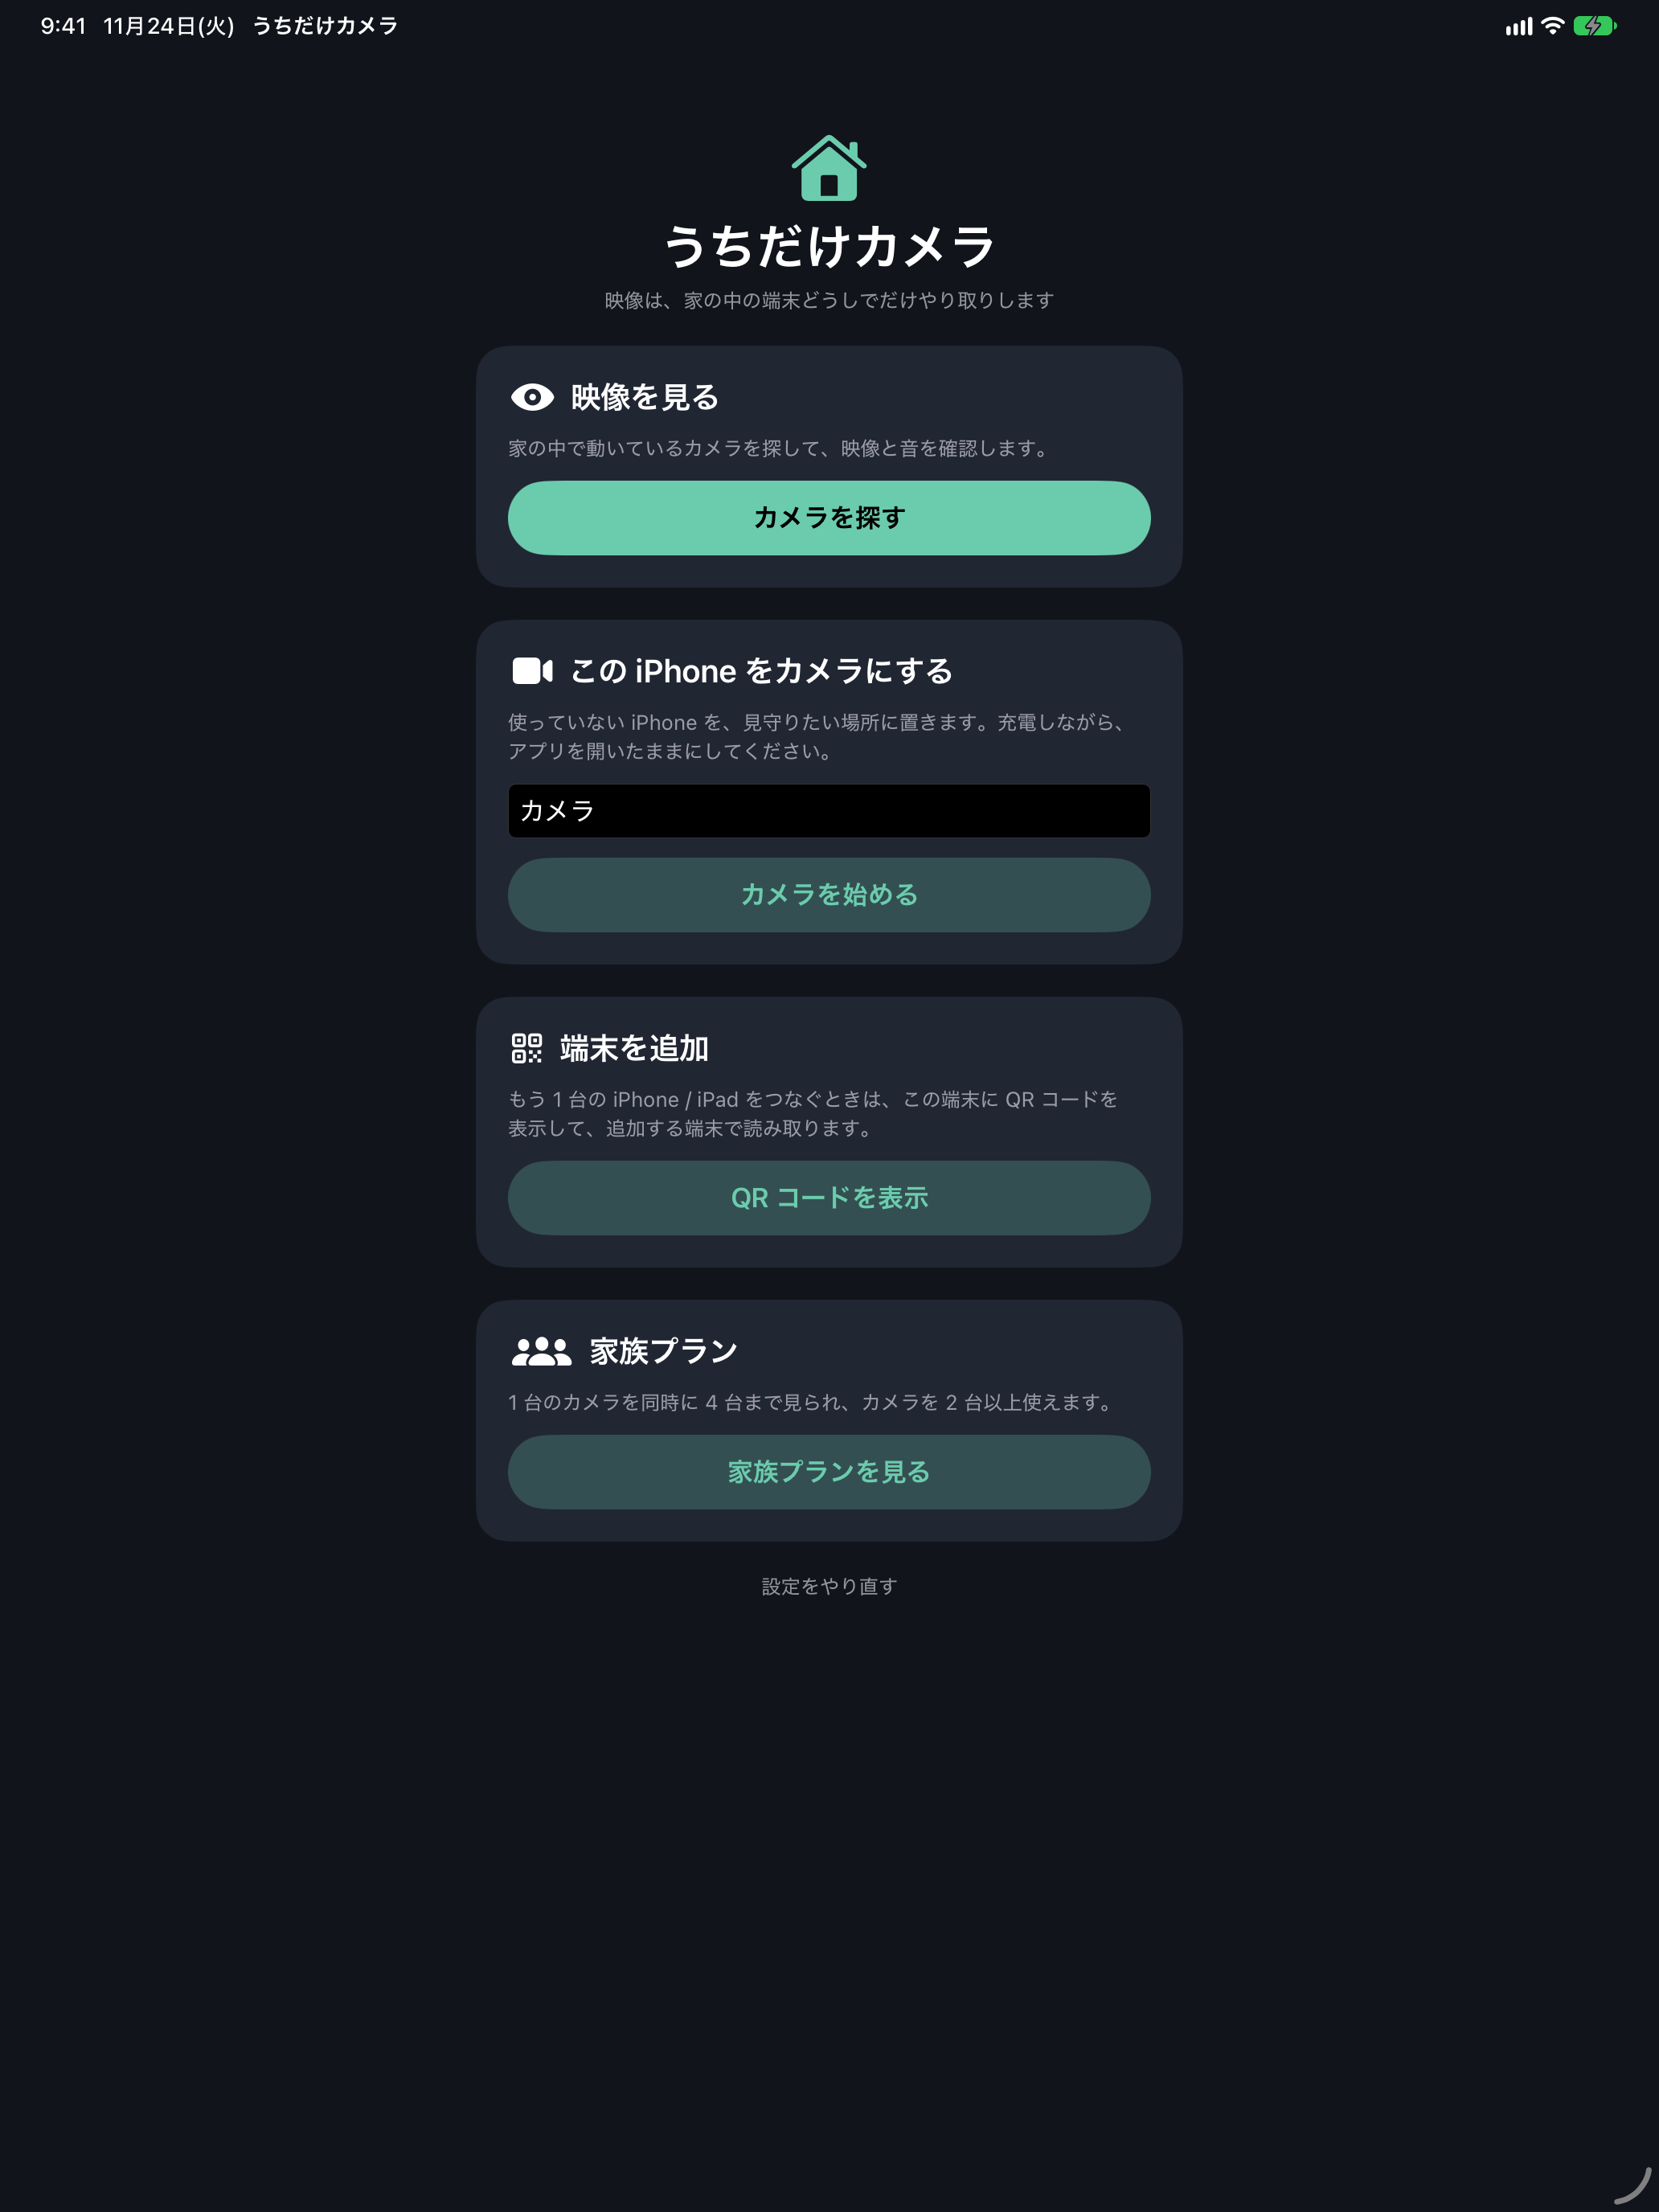 9:41 11月24日(火) うちだけカメラ
うちだけカメラ
映像は、家の中の端末どうしでだけやり取りします
映像を見る
家の中で動いているカメラを探して、映像と音を確認します。
カメラを探す
この iPhone をカメラにする
使っていない iPhone を、見守りたい場所に置きます。充電しながら、
アプリを開いたままにしてください。
カメラ
カメラを始める
端末を追加
もう 1 台の iPhone / iPad をつなぐときは、この端末に QR コードを
表示して、追加する端末で読み取ります。
QR コードを表示
家族プラン
1 台のカメラを同時に 4 台まで見られ、カメラを 2 台以上使えます。
家族プランを見る
設定をやり直す